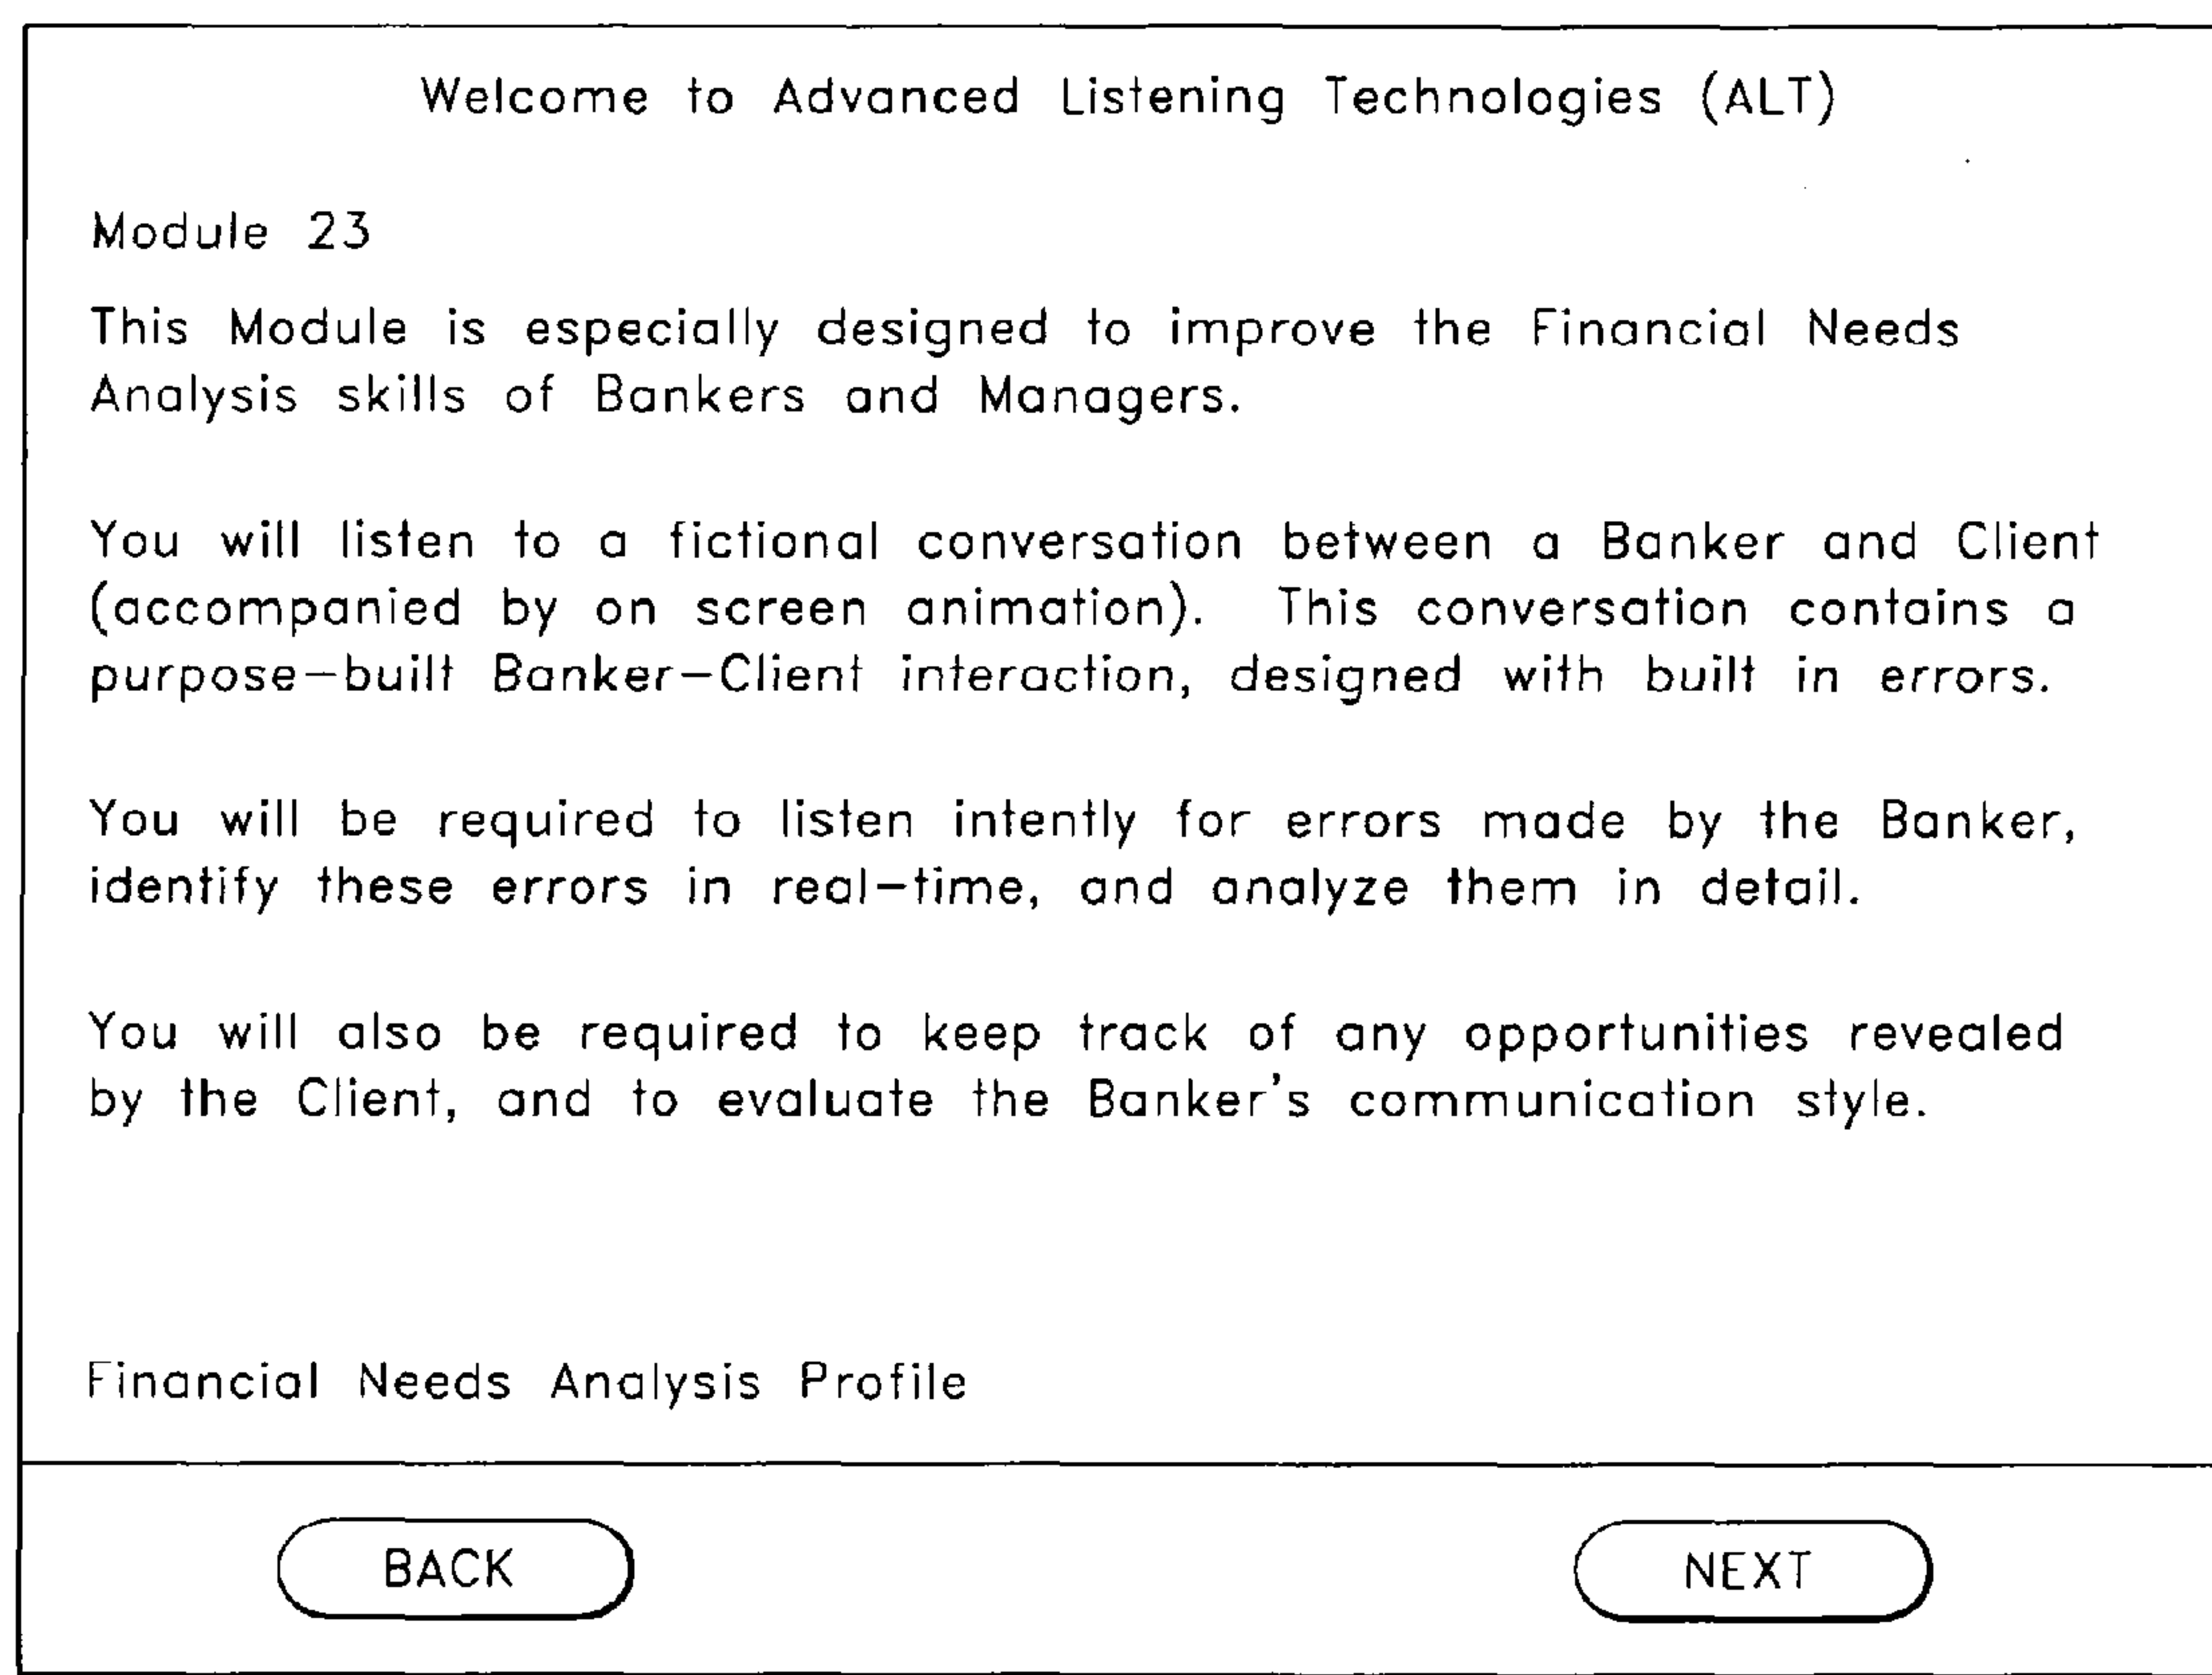 Welcome to Advanced Listening Technologies (ALT)
Module 23
This Module is especially designed to improve the Financial Needs
Analysis skills of Bankers and Managers.
You will listen to a fictional conversation between a Banker and Client
(accompanied by on screen animation). This conversation contains a
purpose-built Banker-Client interaction, designed with built in errors.
You will be required to listen intently for errors made by the Banker,
identify these errors in real-time, and analyze them in detail.
You will also be required to keep track of any opportunities revealed
by the Client, and to evaluate the Banker's communication style.
Financial Needs Analysis Profile
BACK
NEXT